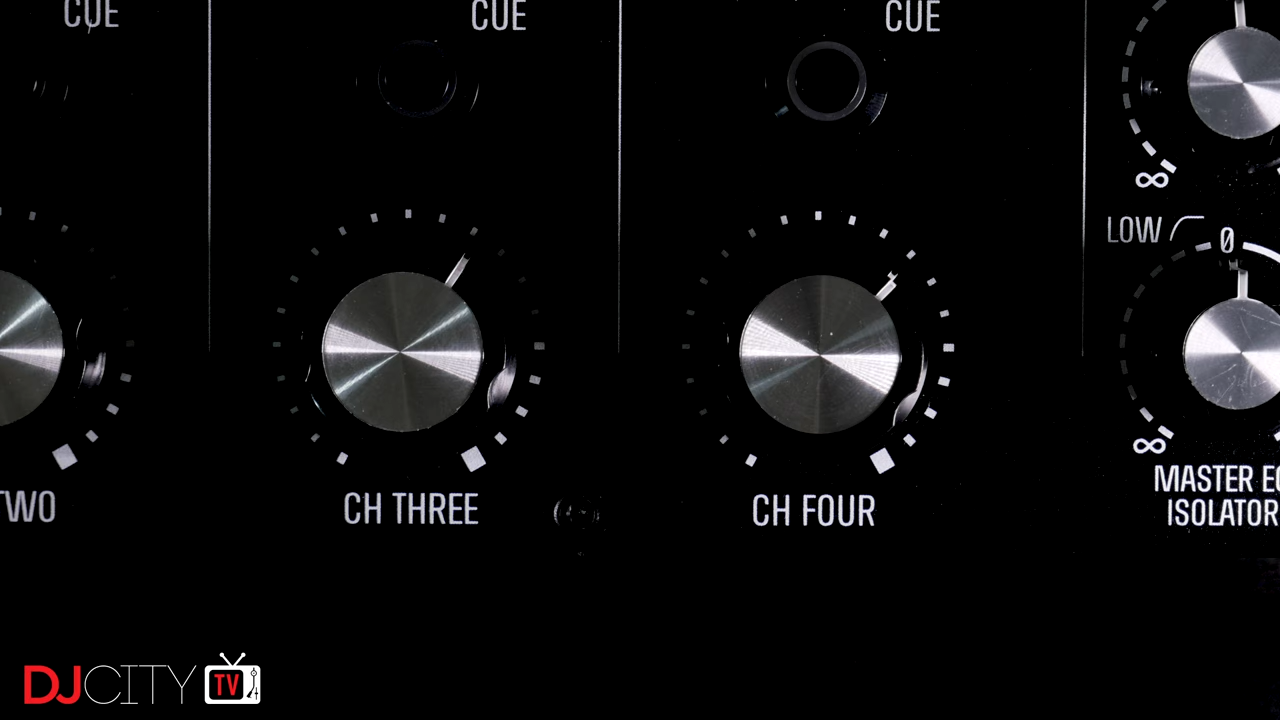 CUE
CUE
CUE
∞
LOW
0
∞
TWO
CH THREE
CH FOUR
MASTER EQ
ISOLATOR
DJCITY TV